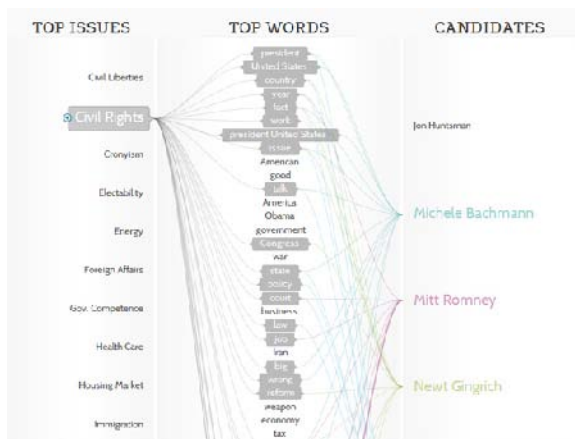 TOP ISSUES
TOP WORDS
CANDIDATES
Civil Liberties
Civil Rights
Cronyism
Electability
Energy
Foreign Affairs
Gov. Competence
Health Care
Housing Market
Immigration
president
United States
country
year
fact
work
president United States
issue
American
good
talk
America
Obama
government
Congress
war
state
policy
court
business
law
job
Iran
big
wrong
reform
weapon
economy
tax
Jon Huntsman
Michele Bachmann
Mitt Romney
Newt Gingrich